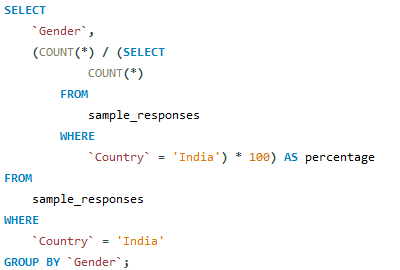 SELECT
    `Gender`,
    (COUNT(*) / (SELECT
            COUNT(*)
        FROM
            sample_responses
        WHERE
            `Country` = 'India') * 100) AS percentage
FROM
    sample_responses
WHERE
    `Country` = 'India'
GROUP BY `Gender`;